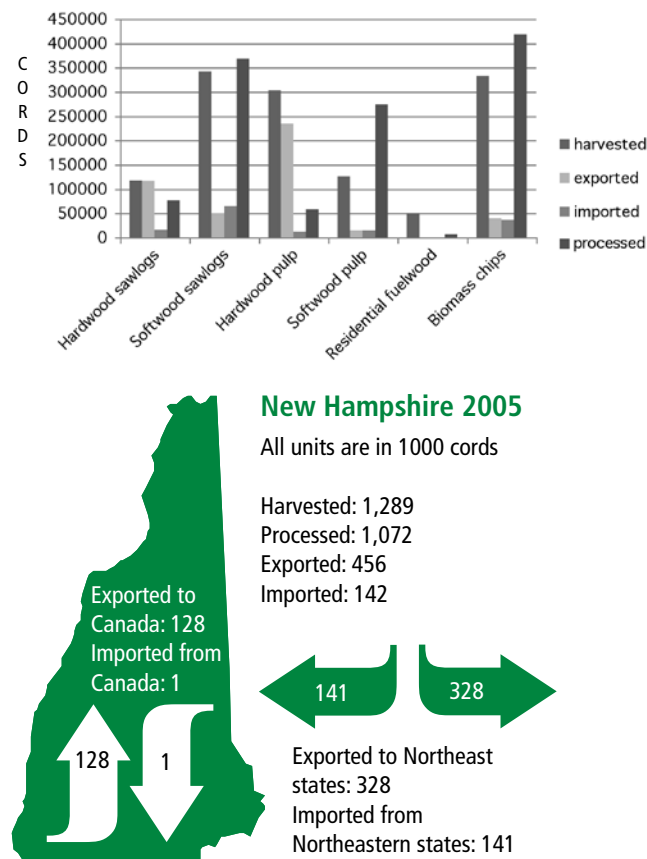 CORDS
450000
400000
350000
300000
250000
200000
150000
100000
50000
0
harvested
exported
imported
processed
Hardwood sawlogs
Softwood sawlogs
Hardwood pulp
Softwood pulp
Residential fuelwood
Biomass chips
New Hampshire 2005
All units are in 1000 cords
Harvested: 1,289
Processed: 1,072
Exported: 456
Imported: 142
Exported to
Canada: 128
Imported from
Canada: 1
128
1
141
328
Exported to Northeast
states: 328
Imported from
Northeastern states: 141